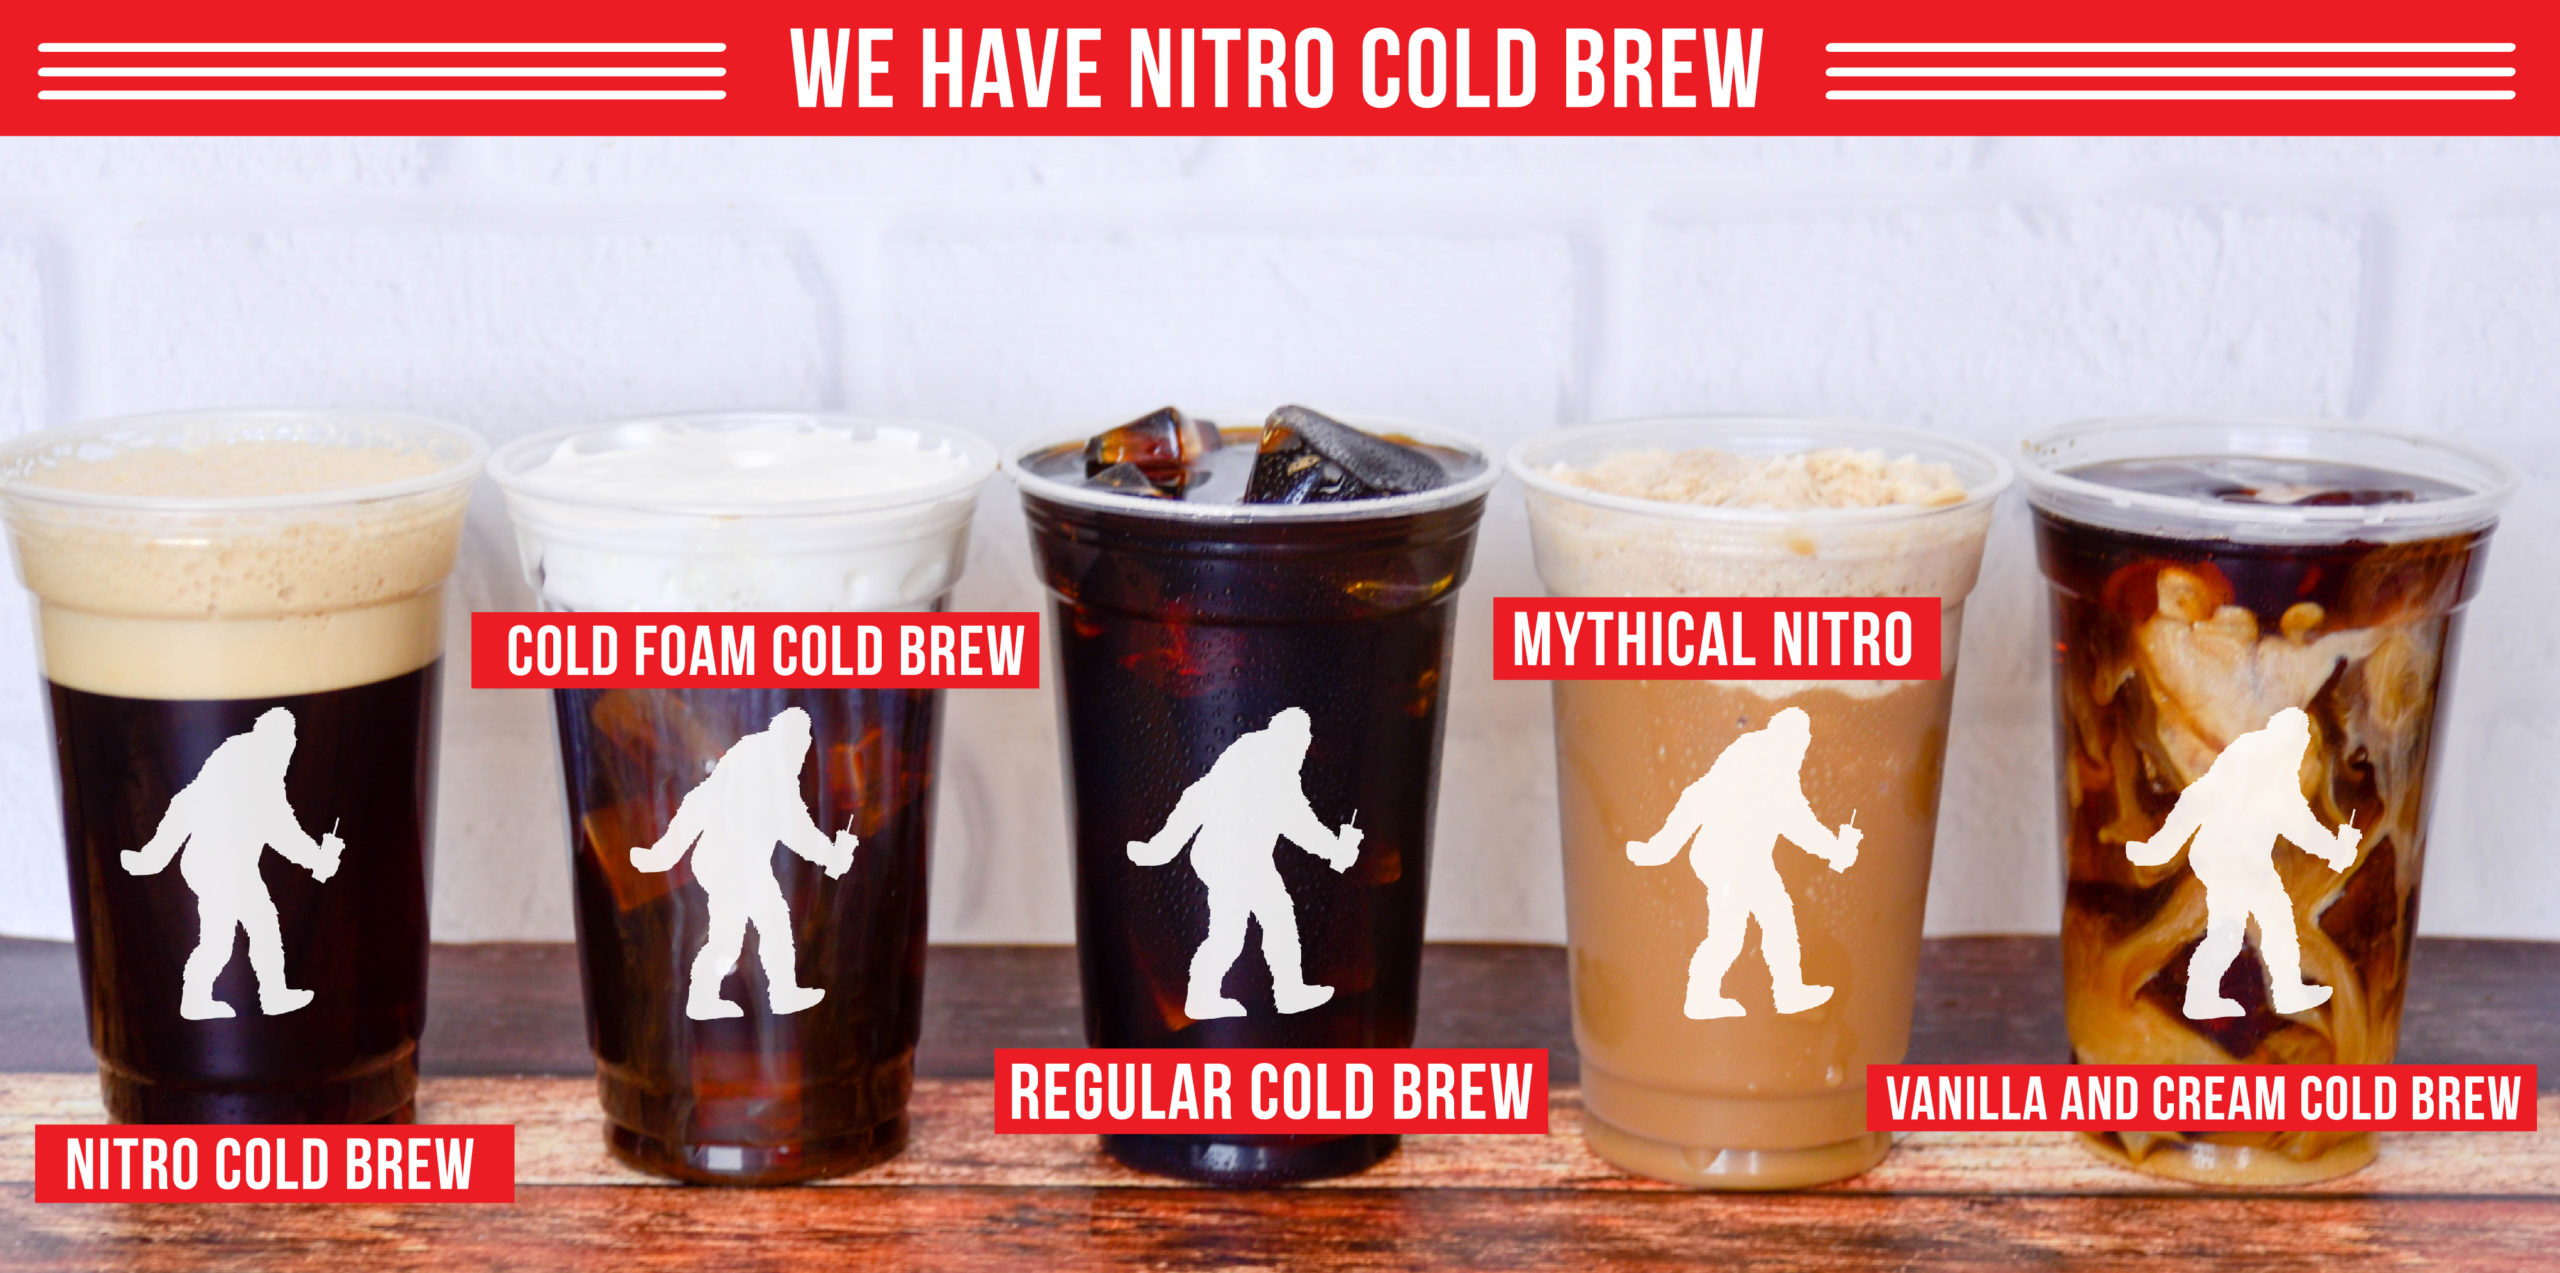 WE HAVE NITRO COLD BREW
COLD FOAM COLD BREW
MYTHICAL NITRO
REGULAR COLD BREW
VANILLA AND CREAM COLD BREW
NITRO COLD BREW